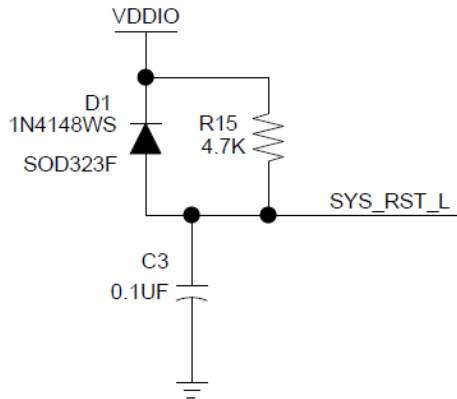 VDDIO
D1
1N4148WS
SOD323F
R15
4.7K
SYS_RST_L
C3
0.1UF